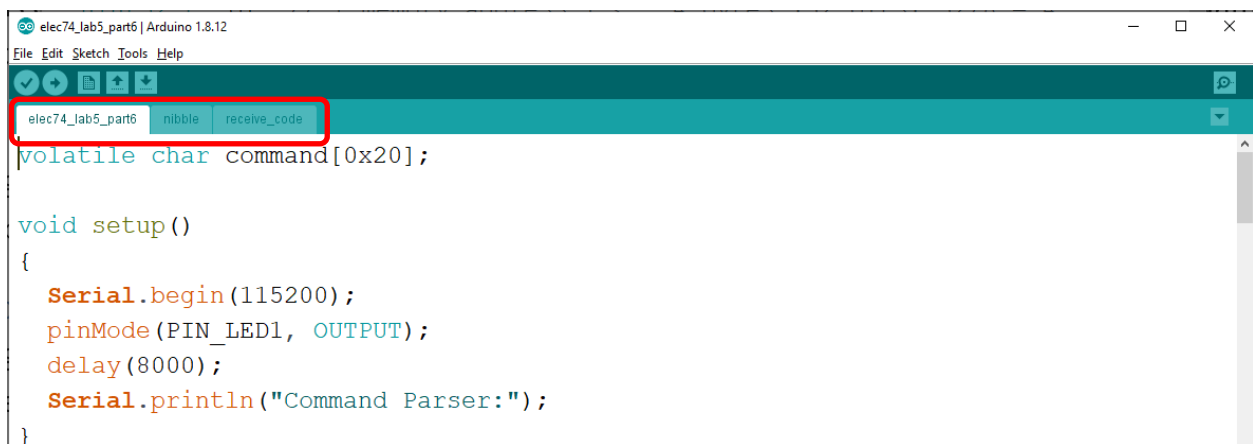 elec74_lab5_part6 | Arduino 1.8.12
File Edit Sketch Tools Help
elec74_lab5_part6 nibble receive_code
volatile char command[0x20];
void setup()
{
Serial.begin(115200);
pinMode(PIN_LED1, OUTPUT);
delay(8000);
Serial.println("Command Parser:");
}